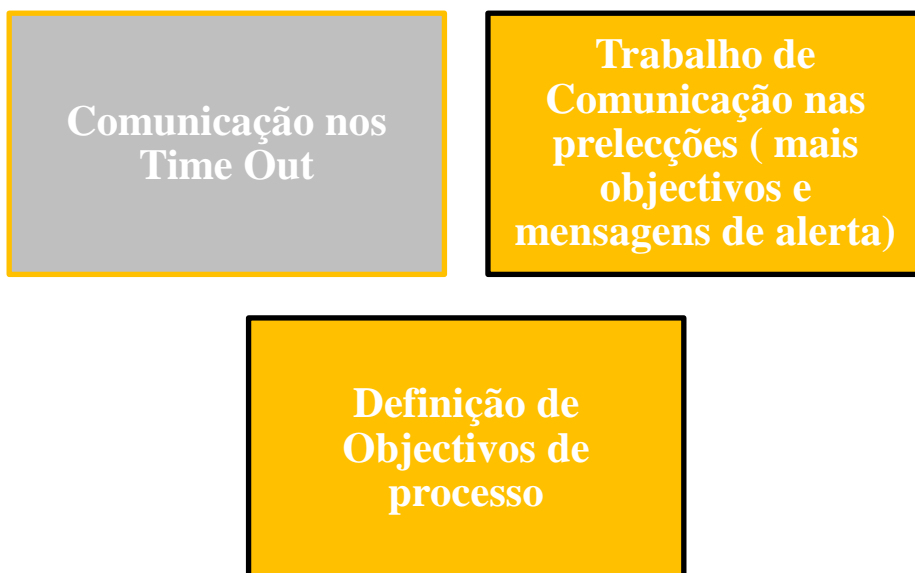 Comunicação nos
Time Out
Trabalho de
Comunicação nas
prelecções ( mais
objectivos e
mensagens de alerta)
Definição de
Objectivos de
processo